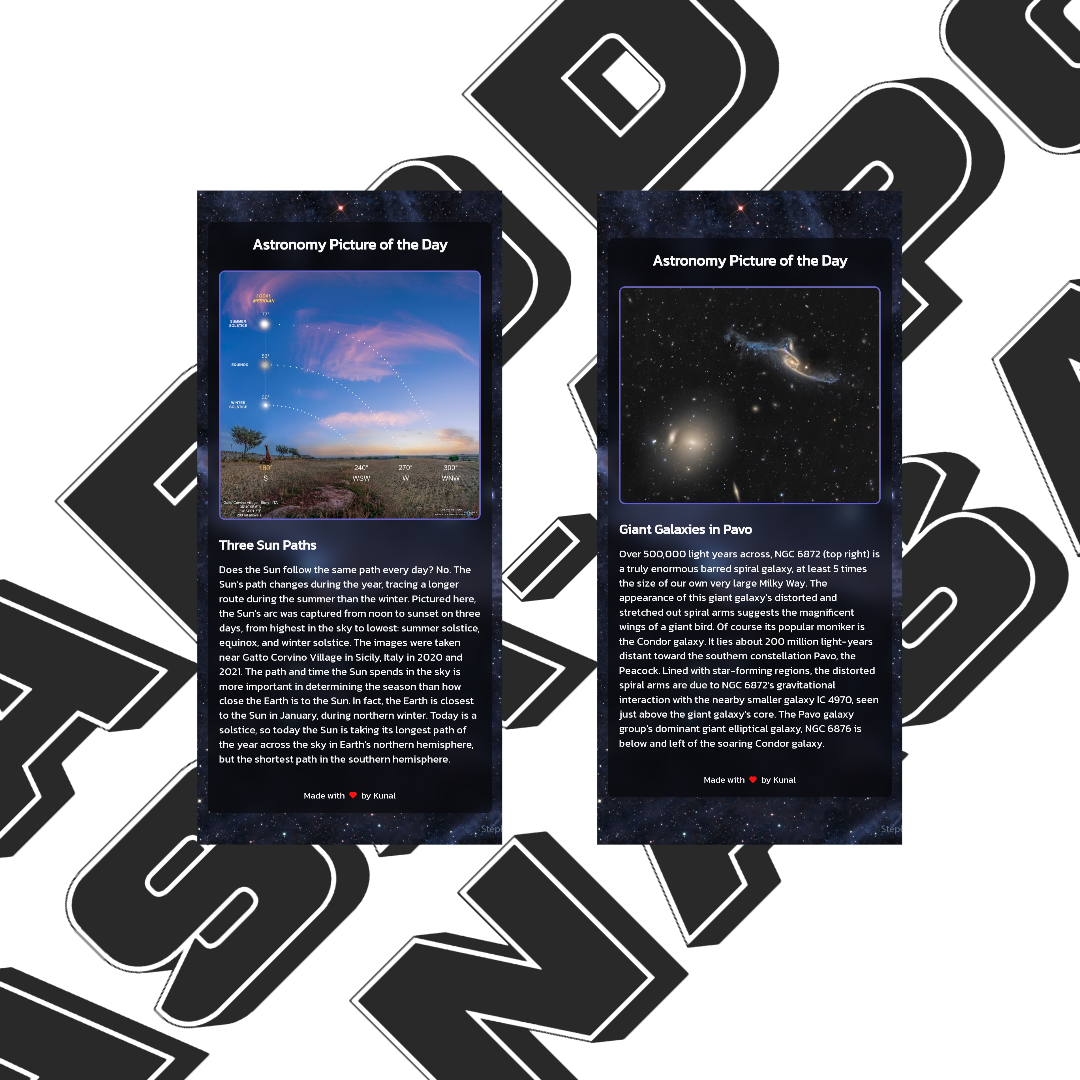 Astronomy Picture of the Day
SUMMER
SOLSTICE
77°
EQUINOX
53°
WINTER
SOLSTICE
30°
180° 240° 270° 300°
S WSW W WNW
Three Sun Paths
Does the Sun follow the same path every day? No. The
Sun's path changes during the year, tracing a longer
route during the summer than the winter. Pictured here,
the Sun's arc was captured from noon to sunset on three
days, from highest in the sky to lowest: summer solstice,
equinox, and winter solstice. The images were taken
near Gatto Corvino Village in Sicily, Italy in 2020 and
2021. The path and time the Sun spends in the sky is
more important in determining the season than how
close the Earth is to the Sun. In fact, the Earth is closest
to the Sun in January, during northern winter. Today is a
solstice, so today the Sun is taking its longest path of
the year across the sky in Earth's northern hemisphere,
but the shortest path in the southern hemisphere.
Made with ❤ by Kunal
Astronomy Picture of the Day
Giant Galaxies in Pavo
Over 500,000 light years across, NGC 6872 (top right) is
a truly enormous barred spiral galaxy, at least 5 times
the size of our own very large Milky Way. The
appearance of this giant galaxy's distorted and
stretched out spiral arms suggests the magnificent
wings of a giant bird. Of course its popular moniker is
the Condor galaxy. It lies about 200 million light-years
distant toward the southern constellation Pavo, the
Peacock. Lined with star-forming regions, the distorted
spiral arms are due to NGC 6872's gravitational
interaction with the nearby smaller galaxy IC 4970, seen
just above the giant galaxy's core. The Pavo galaxy
group's dominant giant elliptical galaxy, NGC 6876 is
below and left of the soaring Condor galaxy.
Made with ❤ by Kunal